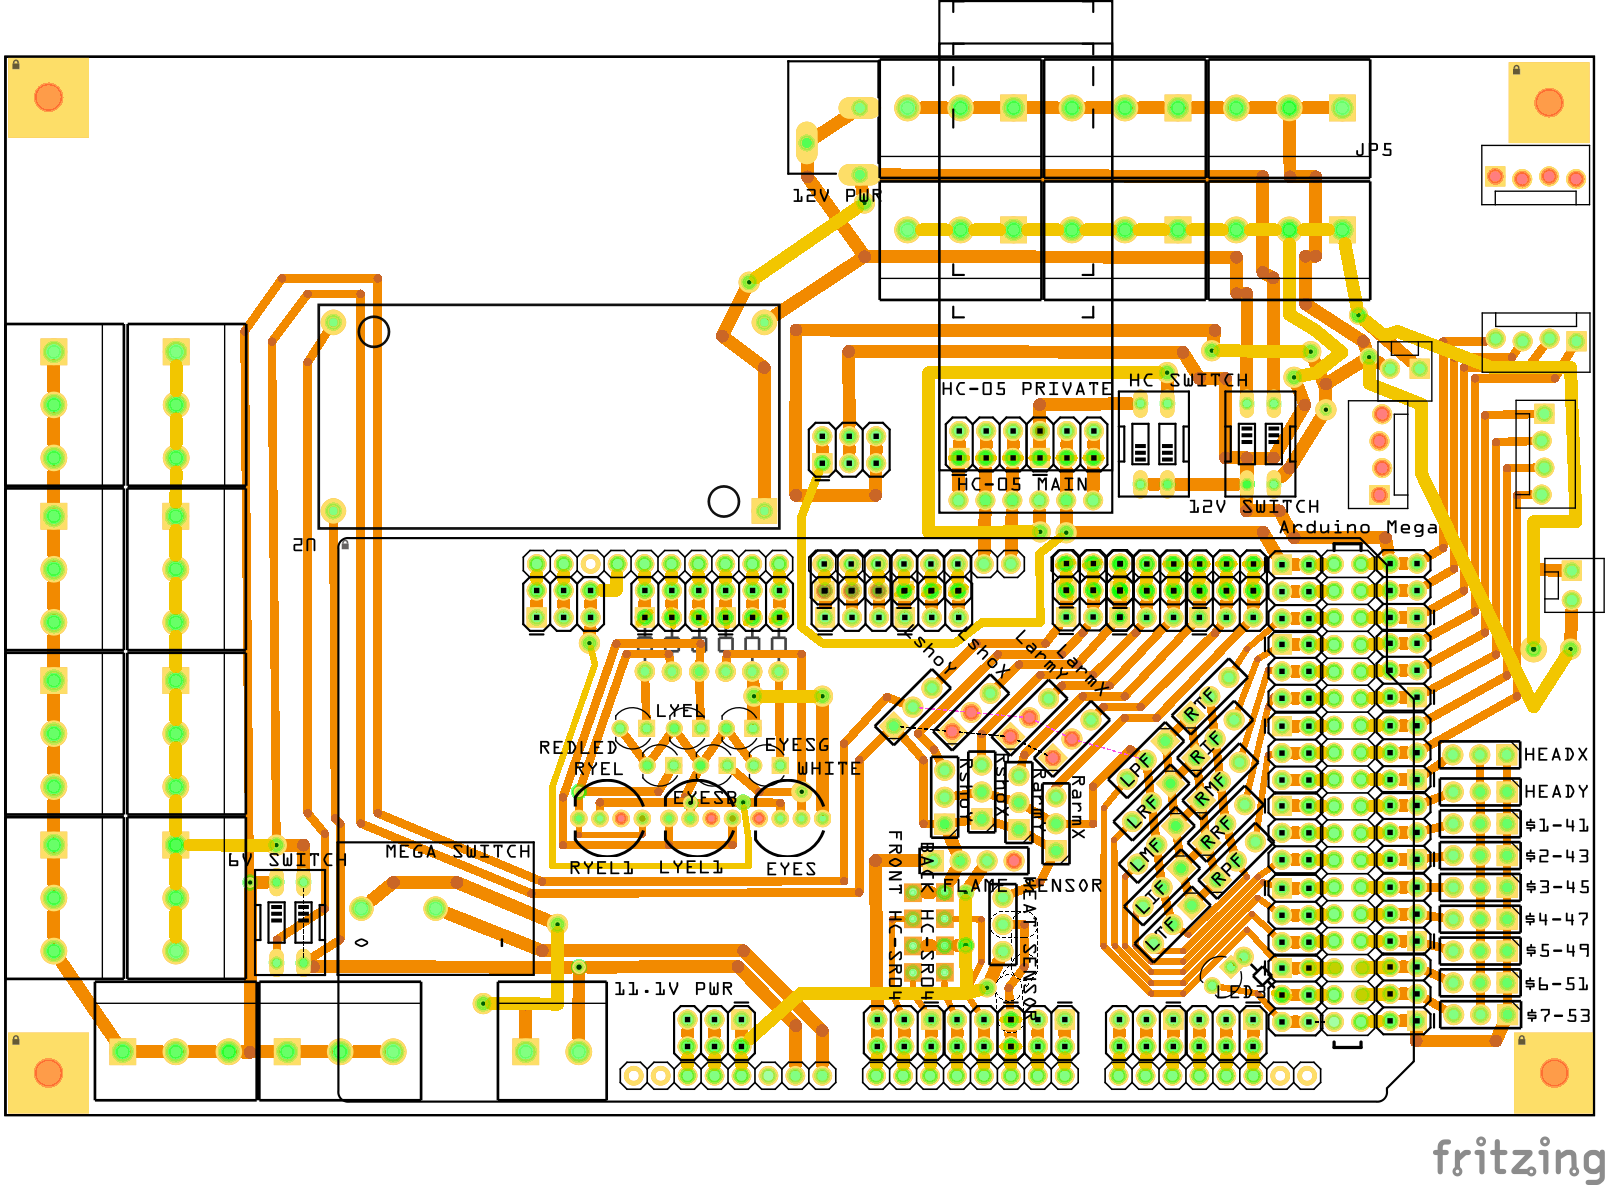 JP5
12V PWR
HC-05 PRIVATE
HC SWITCH
HC-05 MAIN
12V SWITCH
Arduino Mega
U2
LshoX
LarmY
LarmX
LYEL
REDLED
EYESG
RYEL
WHITE
EYESB
RYEL1
LYEL1
EYES
RshoY
RshoX
RarmY
RarmX
RTF
RIF
RMF
RRF
RPF
LPF
LRF
LMF
LIF
LTF
HEADX
HEADY
$1-41
$2-43
$3-45
$4-47
$5-49
$6-51
$7-53
6V SWITCH
MEGA SWITCH
FLAME SENSOR
FRONT HC-SR04
BACK HC-SR04
HEAT SENSOR
LED3
11.1V PWR
fritzing